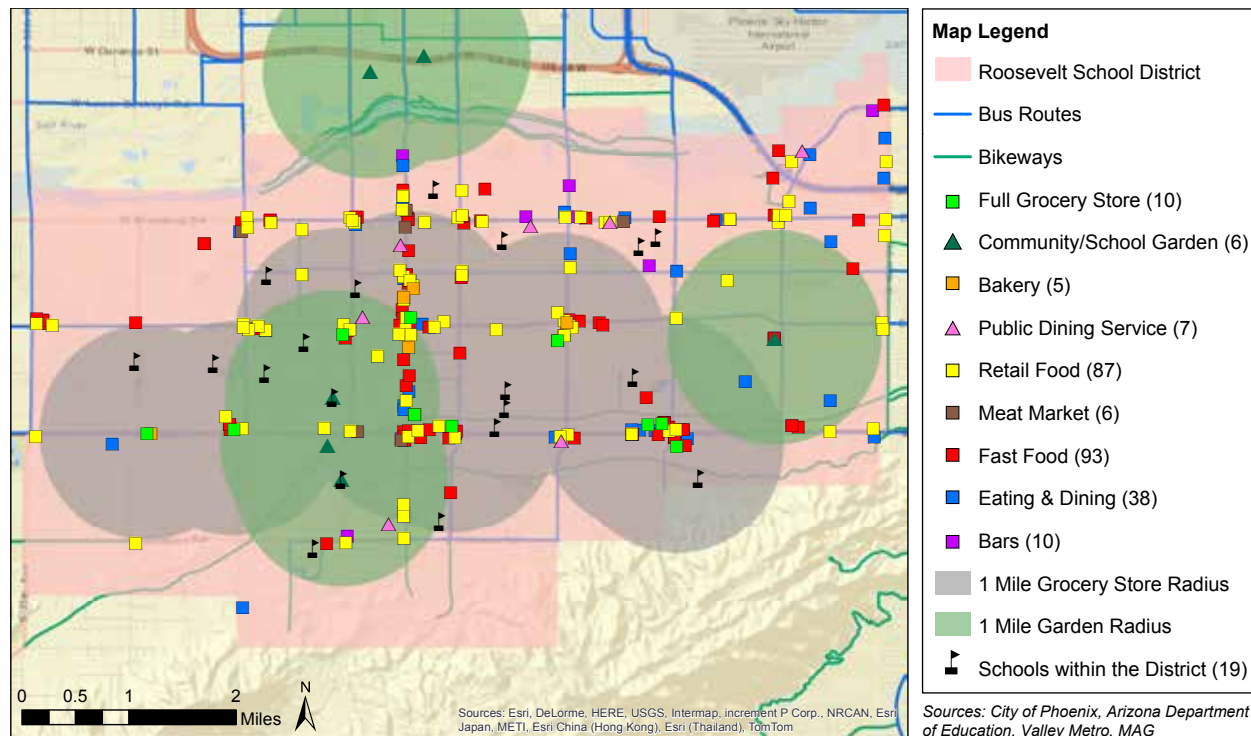 Phoenix Sky Harbor
International
Airport
W Durango St
Salt River
0 0.5 1 2
Miles
N
Sources: Esri, DeLorme, HERE, USGS, Intermap, increment P Corp., NRCAN, Esri
Japan, METI, Esri China (Hong Kong), Esri (Thailand), TomTom
Map Legend
Roosevelt School District
Bus Routes
Bikeways
Full Grocery Store (10)
Community/School Garden (6)
Bakery (5)
Public Dining Service (7)
Retail Food (87)
Meat Market (6)
Fast Food (93)
Eating & Dining (38)
Bars (10)
1 Mile Grocery Store Radius
1 Mile Garden Radius
Schools within the District (19)
Sources: City of Phoenix, Arizona Department
of Education, Valley Metro, MAG